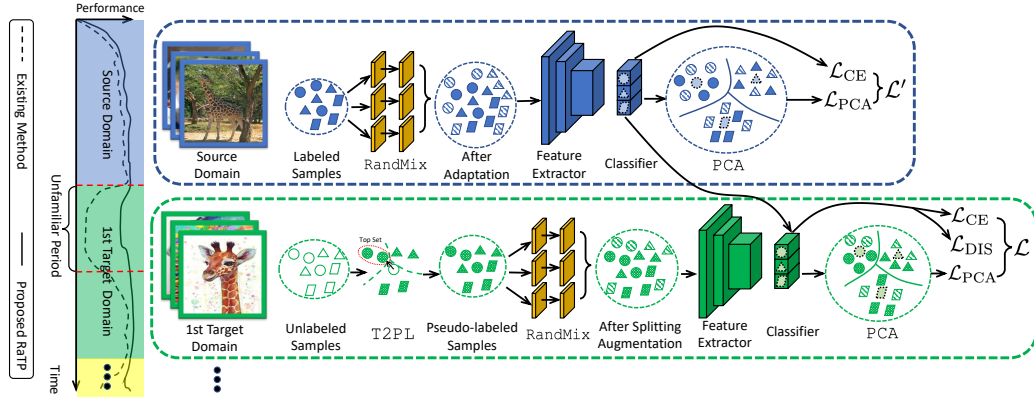 Performance
Existing Method
Proposed RaTP
Source Domain
Unfamiliar Period
1st Target Domain
Time
Source
Domain
Labeled
Samples
RandMix
After
Adaptation
Feature
Extractor
Classifier
PCA
ℒCE
ℒPCA
ℒ′
1st Target
Domain
Unlabeled
Samples
Top Set
T2PL
Pseudo-labeled
Samples
RandMix
After Splitting
Augmentation
Feature
Extractor
Classifier
PCA
ℒCE
ℒDIS
ℒPCA
ℒ